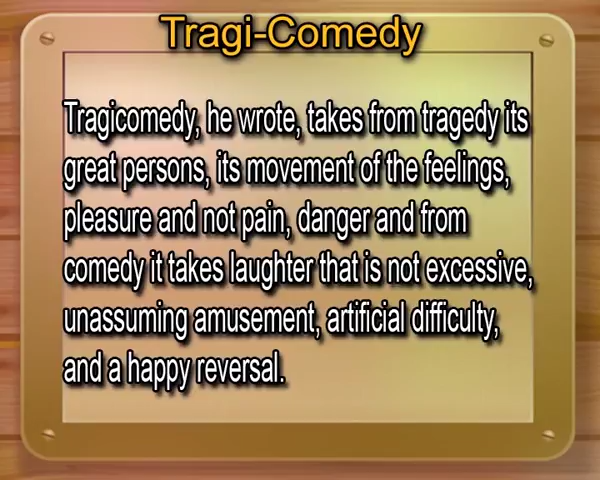 Tragi-Comedy
Tragicomedy, he wrote, takes from tragedy its
great persons, its movement of the feelings,
pleasure and not pain, danger and from
comedy it takes laughter that is not excessive,
unassuming amusement, artificial difficulty,
and a happy reversal.